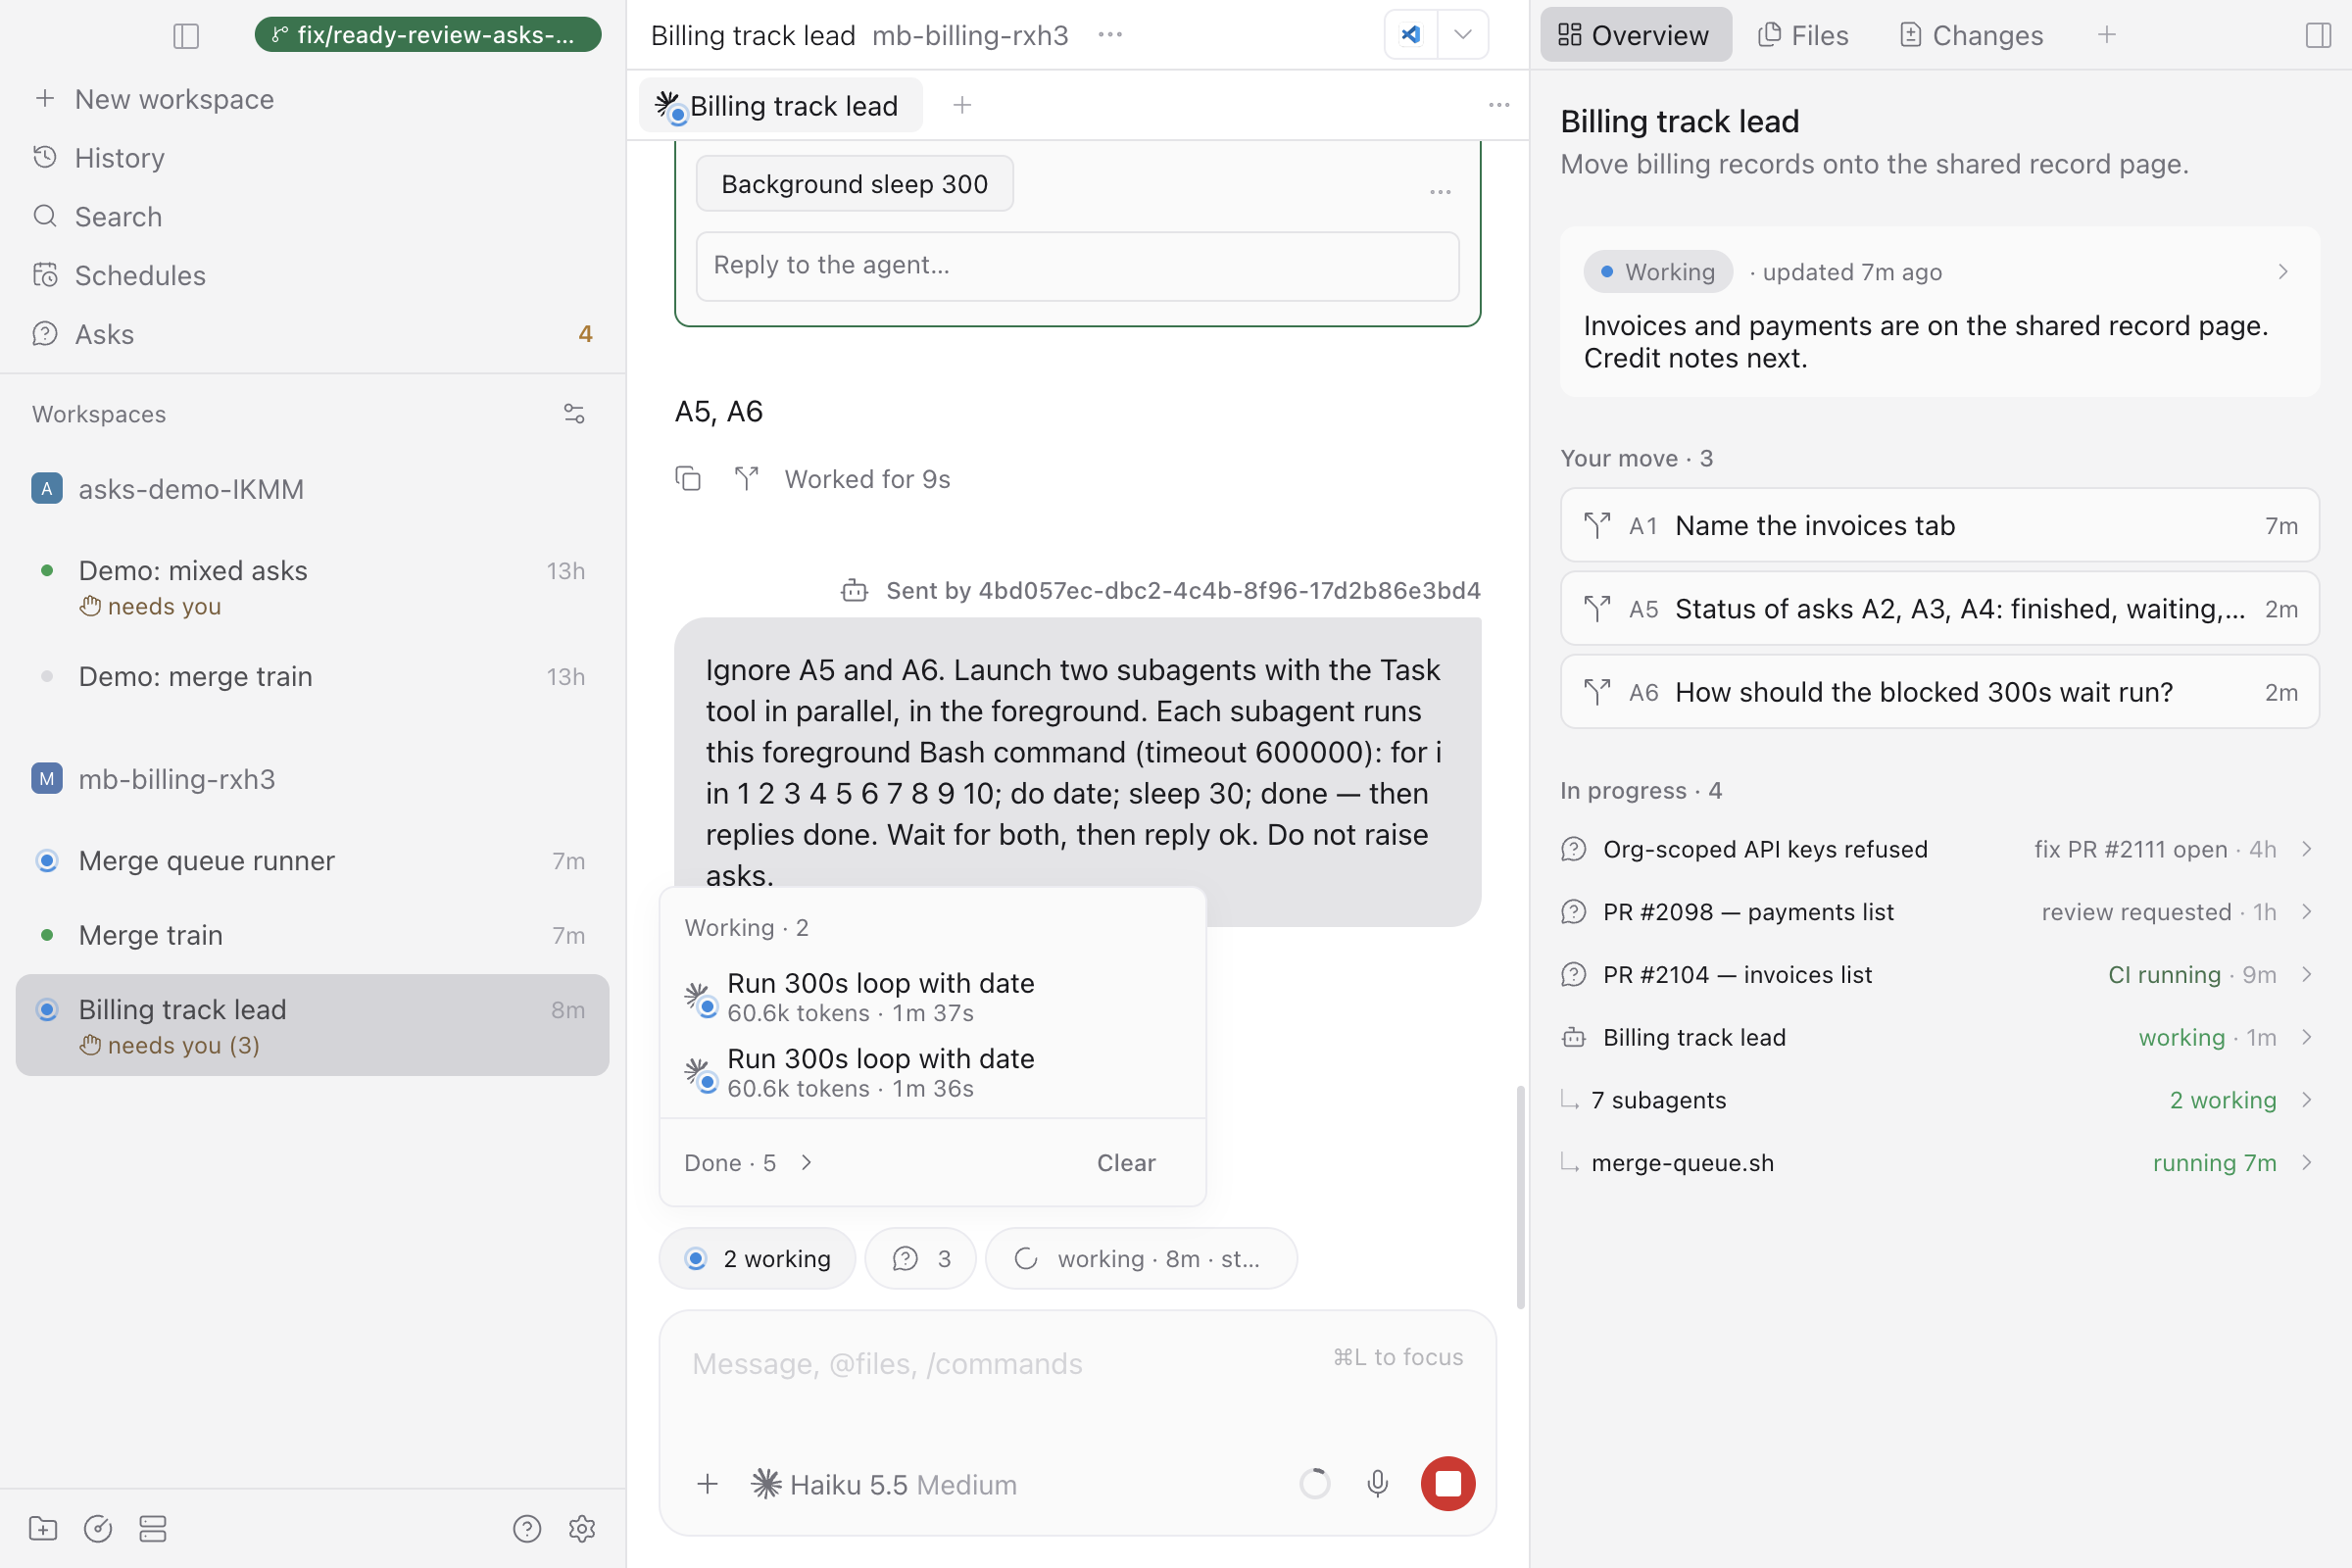 fix/ready-review-asks-...
New workspace
History
Search
Schedules
Asks 4
Workspaces
A asks-demo-IKMM
Demo: mixed asks 13h
needs you
Demo: merge train 13h
M mb-billing-rxh3
Merge queue runner 7m
Merge train 7m
Billing track lead 8m
needs you (3)
Billing track lead mb-billing-rxh3
Billing track lead
Background sleep 300
Reply to the agent...
A5, A6
Worked for 9s
Sent by 4bd057ec-dbc2-4c4b-8f96-17d2b86e3bd4
Ignore A5 and A6. Launch two subagents with the Task
tool in parallel, in the foreground. Each subagent runs
this foreground Bash command (timeout 600000): for i
in 1 2 3 4 5 6 7 8 9 10; do date; sleep 30; done — then
replies done. Wait for both, then reply ok. Do not raise
asks.
Working · 2
Run 300s loop with date
60.6k tokens · 1m 37s
Run 300s loop with date
60.6k tokens · 1m 36s
Done · 5 Clear
2 working 3 working · 8m · st...
Message, @files, /commands ⌘L to focus
Haiku 5.5 Medium
Overview Files Changes
Billing track lead
Move billing records onto the shared record page.
Working · updated 7m ago
Invoices and payments are on the shared record page.
Credit notes next.
Your move · 3
A1 Name the invoices tab 7m
A5 Status of asks A2, A3, A4: finished, waiting,... 2m
A6 How should the blocked 300s wait run? 2m
In progress · 4
Org-scoped API keys refused fix PR #2111 open · 4h
PR #2098 — payments list review requested · 1h
PR #2104 — invoices list CI running · 9m
Billing track lead working · 1m
7 subagents 2 working
merge-queue.sh running 7m